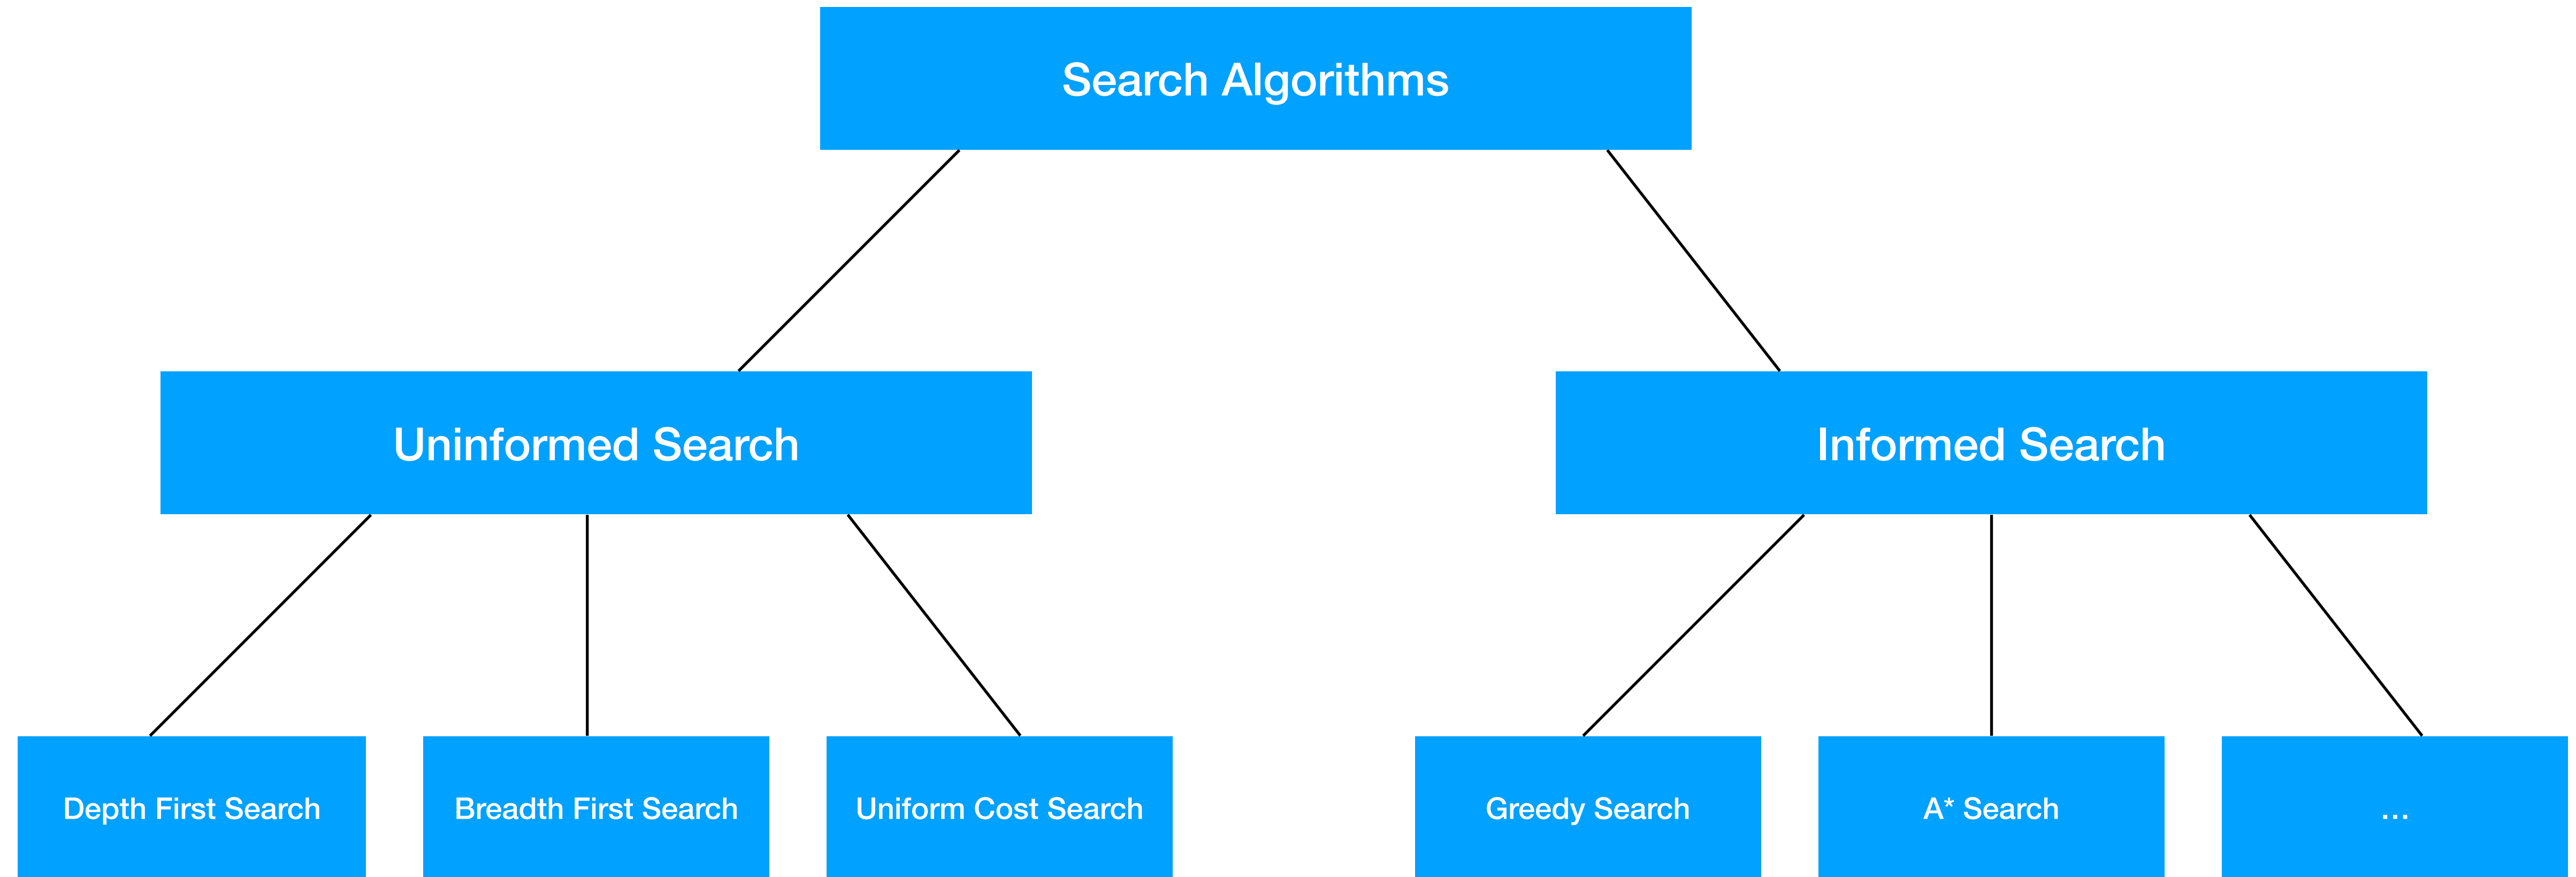 Search Algorithms
Uninformed Search
Informed Search
Depth First Search
Breadth First Search
Uniform Cost Search
Greedy Search
A* Search
...